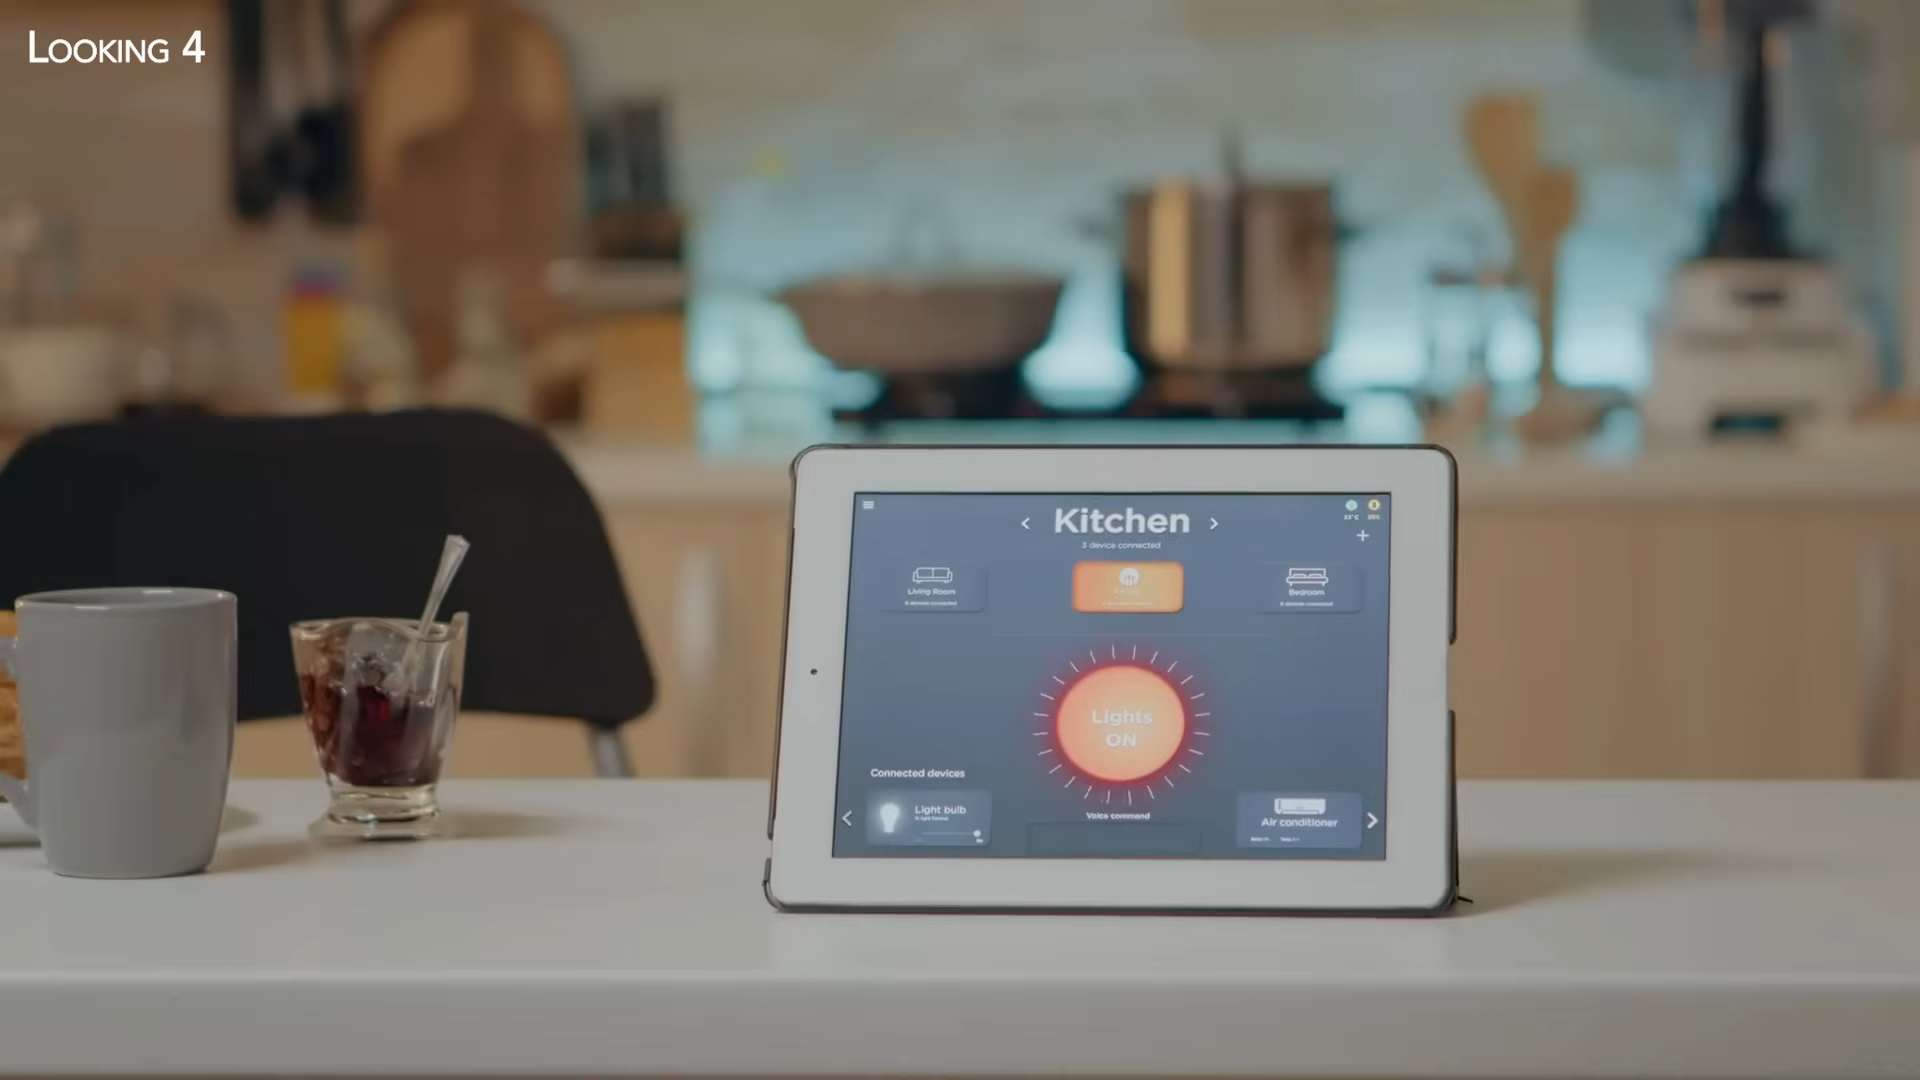 LOOKING 4
Kitchen
3 device connected
Living Room
Bedroom
Lights
ON
Connected devices
Light bulb
Voice command
Air conditioner